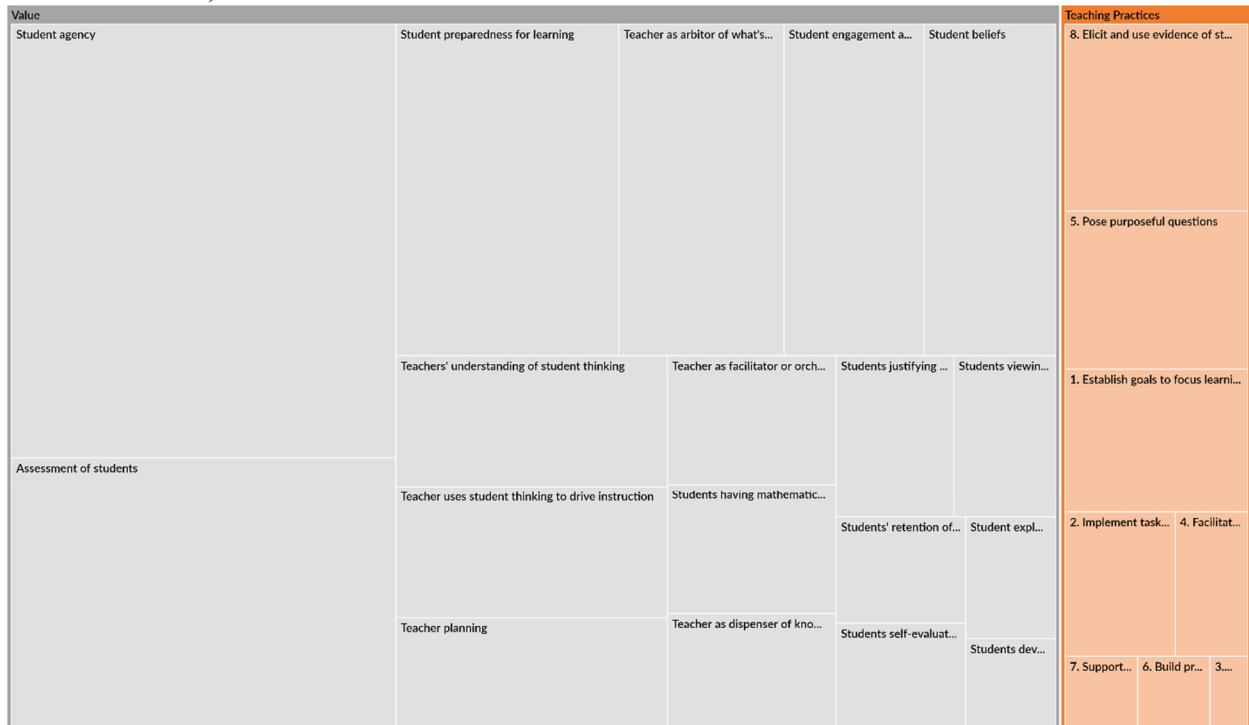 Value
Student agency
Assessment of students
Student preparedness for learning
Teacher as arbitor of what's...
Student engagement a...
Student beliefs
Teachers' understanding of student thinking
Teacher uses student thinking to drive instruction
Teacher planning
Teacher as facilitator or orch...
Students having mathematic...
Teacher as dispenser of kno...
Students justifying ...
Students viewin...
Students' retention of...
Student expl...
Students self-evaluat...
Students dev...
Teaching Practices
8. Elicit and use evidence of st...
5. Pose purposeful questions
1. Establish goals to focus learni...
2. Implement task...
4. Facilitat...
7. Support...
6. Build pr...
3....